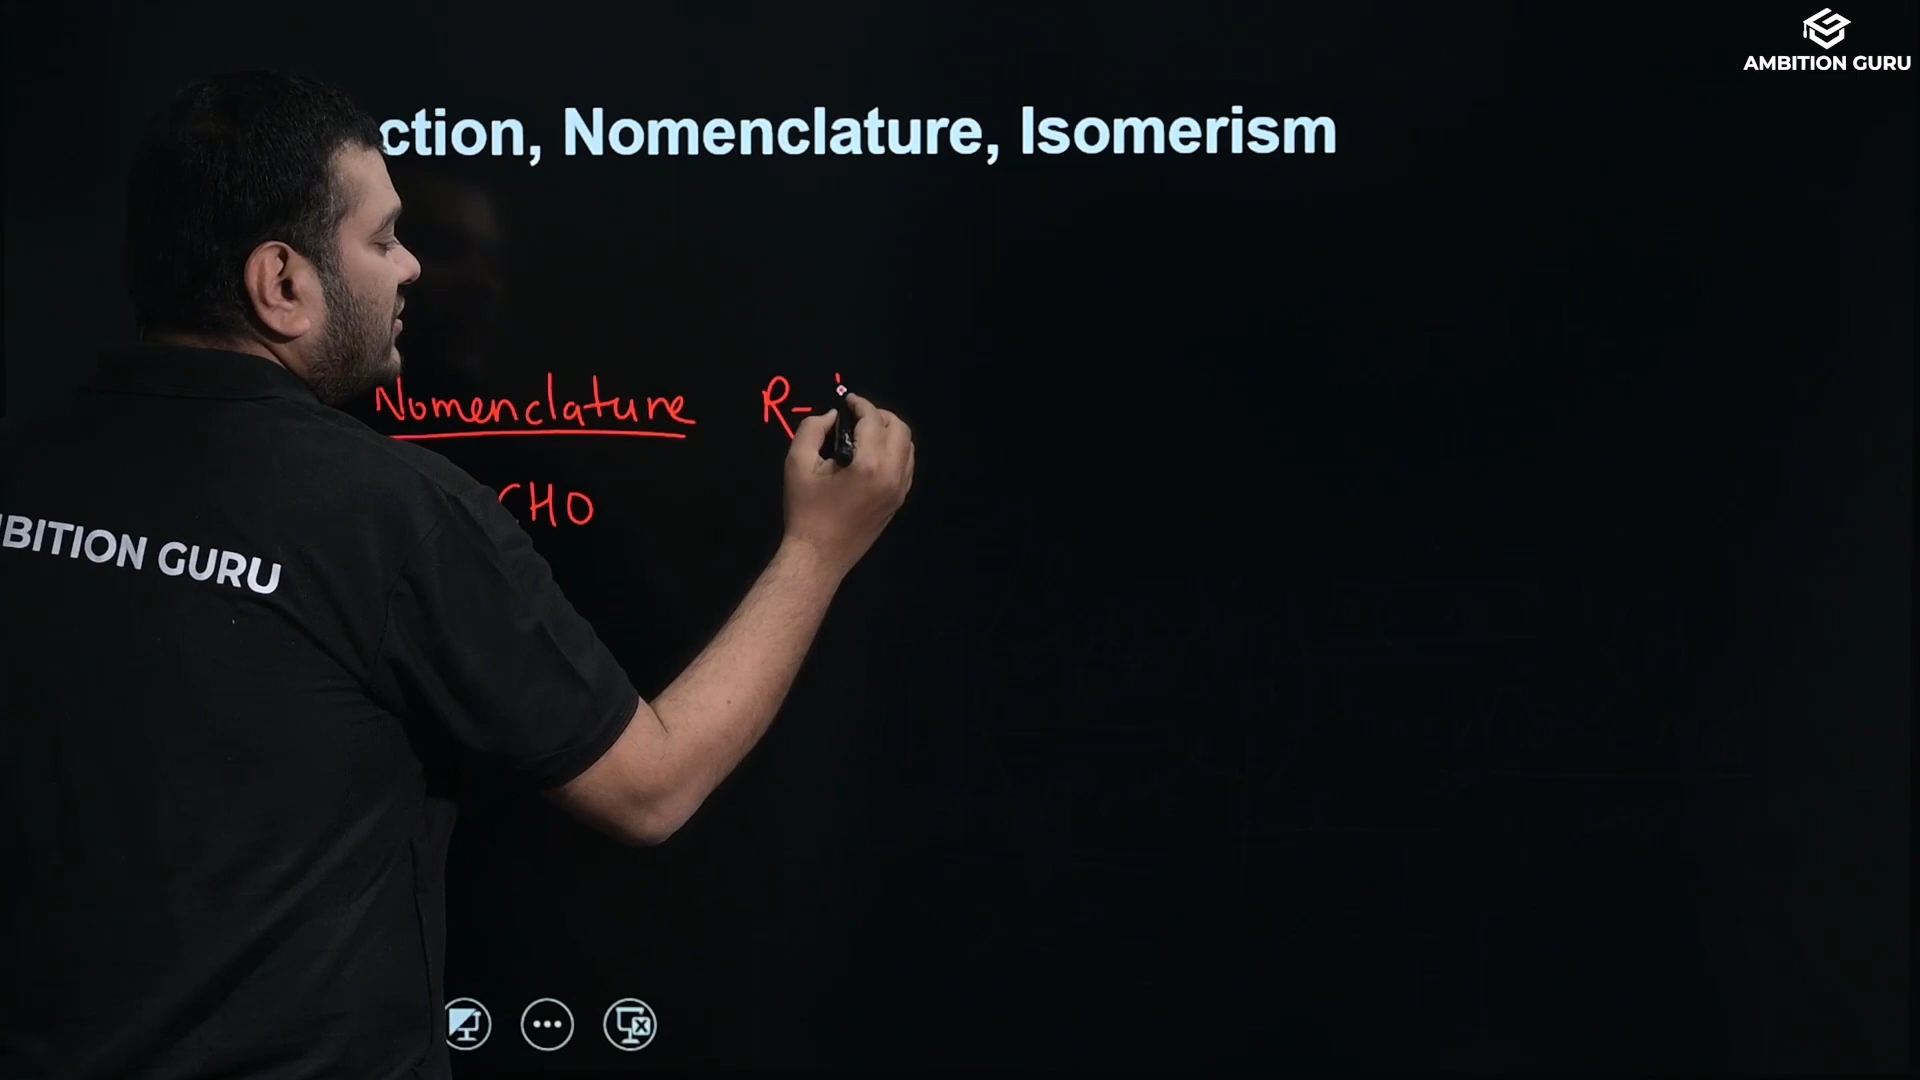 AMBITION GURU
ction, Nomenclature, Isomerism
Nomenclature R-
CHO
BITION GURU